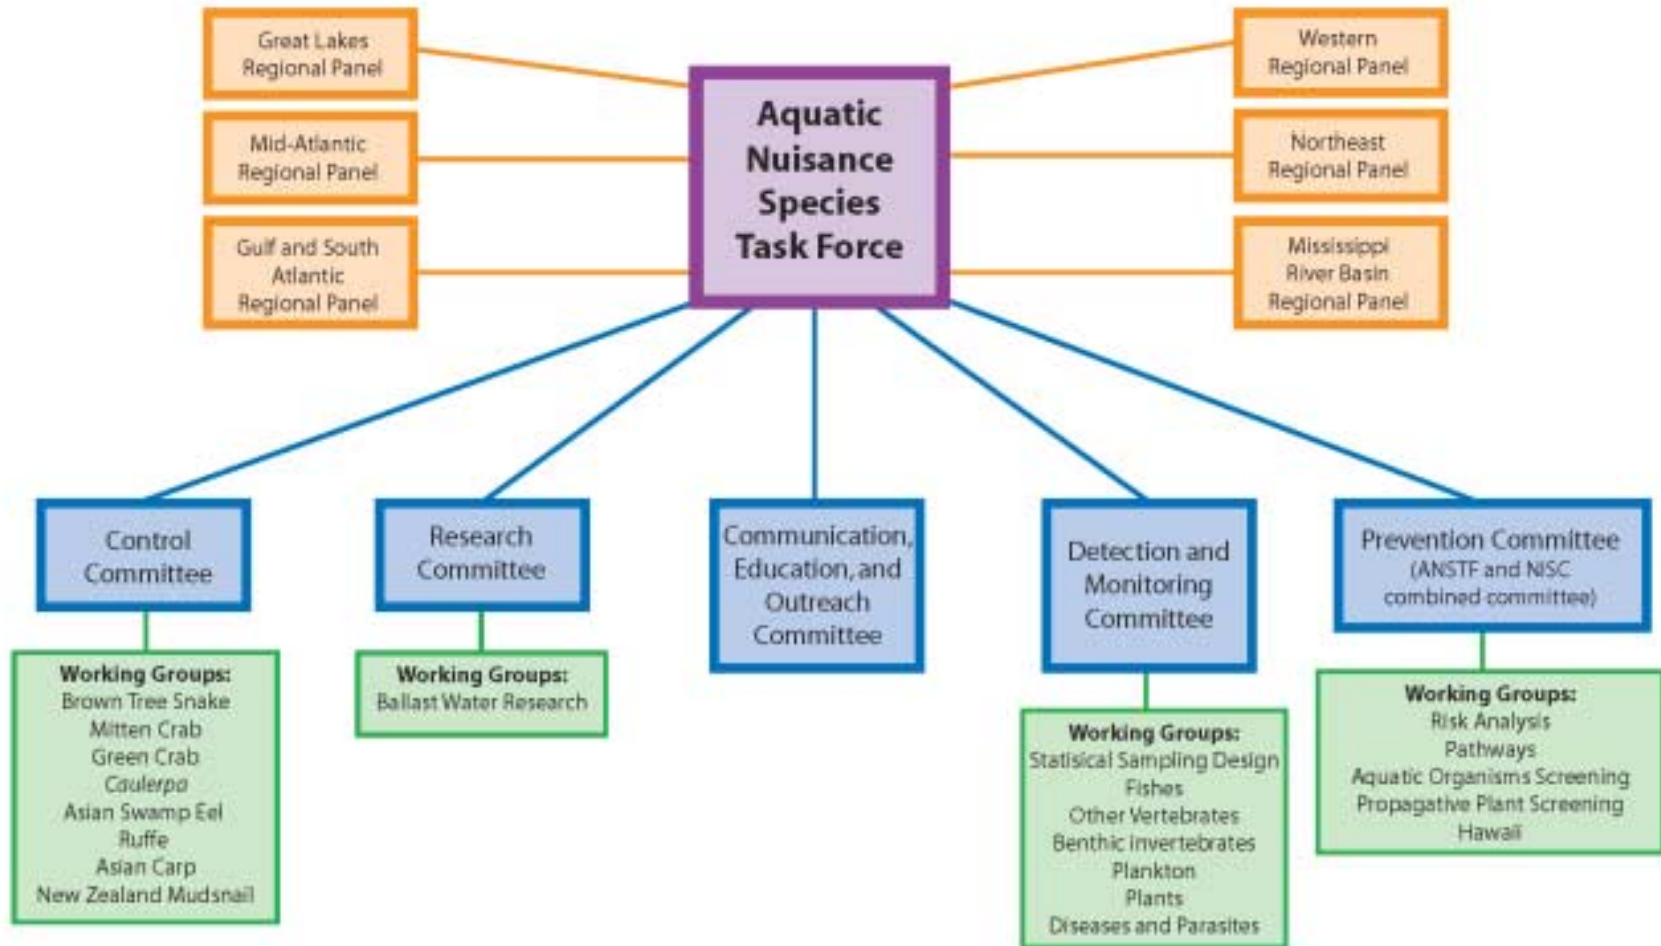 Great Lakes
Regional Panel
Mid-Atlantic
Regional Panel
Gulf and South
Atlantic
Regional Panel
Aquatic
Nuisance
Species
Task Force
Western
Regional Panel
Northeast
Regional Panel
Mississippi
River Basin
Regional Panel
Control
Committee
Working Groups:
Brown Tree Snake
Mitten Crab
Green Crab
Caulerpa
Asian Swamp Eel
Ruffe
Asian Carp
New Zealand Mudsnail
Research
Committee
Working Groups:
Ballast Water Research
Communication,
Education, and
Outreach
Committee
Detection and
Monitoring
Committee
Working Groups:
Statisical Sampling Design
Fishes
Other Vertebrates
Benthic invertebrates
Plankton
Plants
Diseases and Parasites
Prevention Committee
(ANSTF and NISC
combined committee)
Working Groups:
Risk Analysis
Pathways
Aquatic Organisms Screening
Propagative Plant Screening
Hawaii